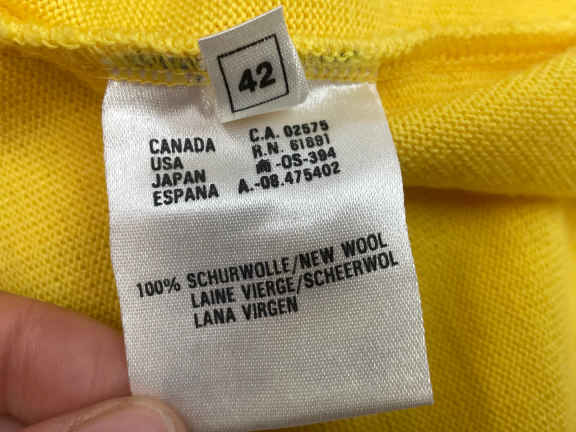 42
CANADA C.A. 02575
USA R.N. 61891
JAPAN -OS-394
ESPANA A.-08.475402
100% SCHURWOLLE/NEW WOOL
LAINE VIERGE/SCHEERWOL
LANA VIRGEN